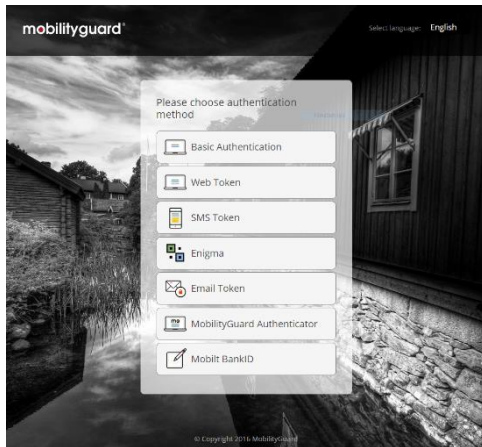 mobilityguard
Select language: English
Please choose authentication
method
Basic Authentication
Web Token
SMS Token
Enigma
Email Token
MobilityGuard Authenticator
Mobilt BankID
© Copyright 2016 MobilityGuard